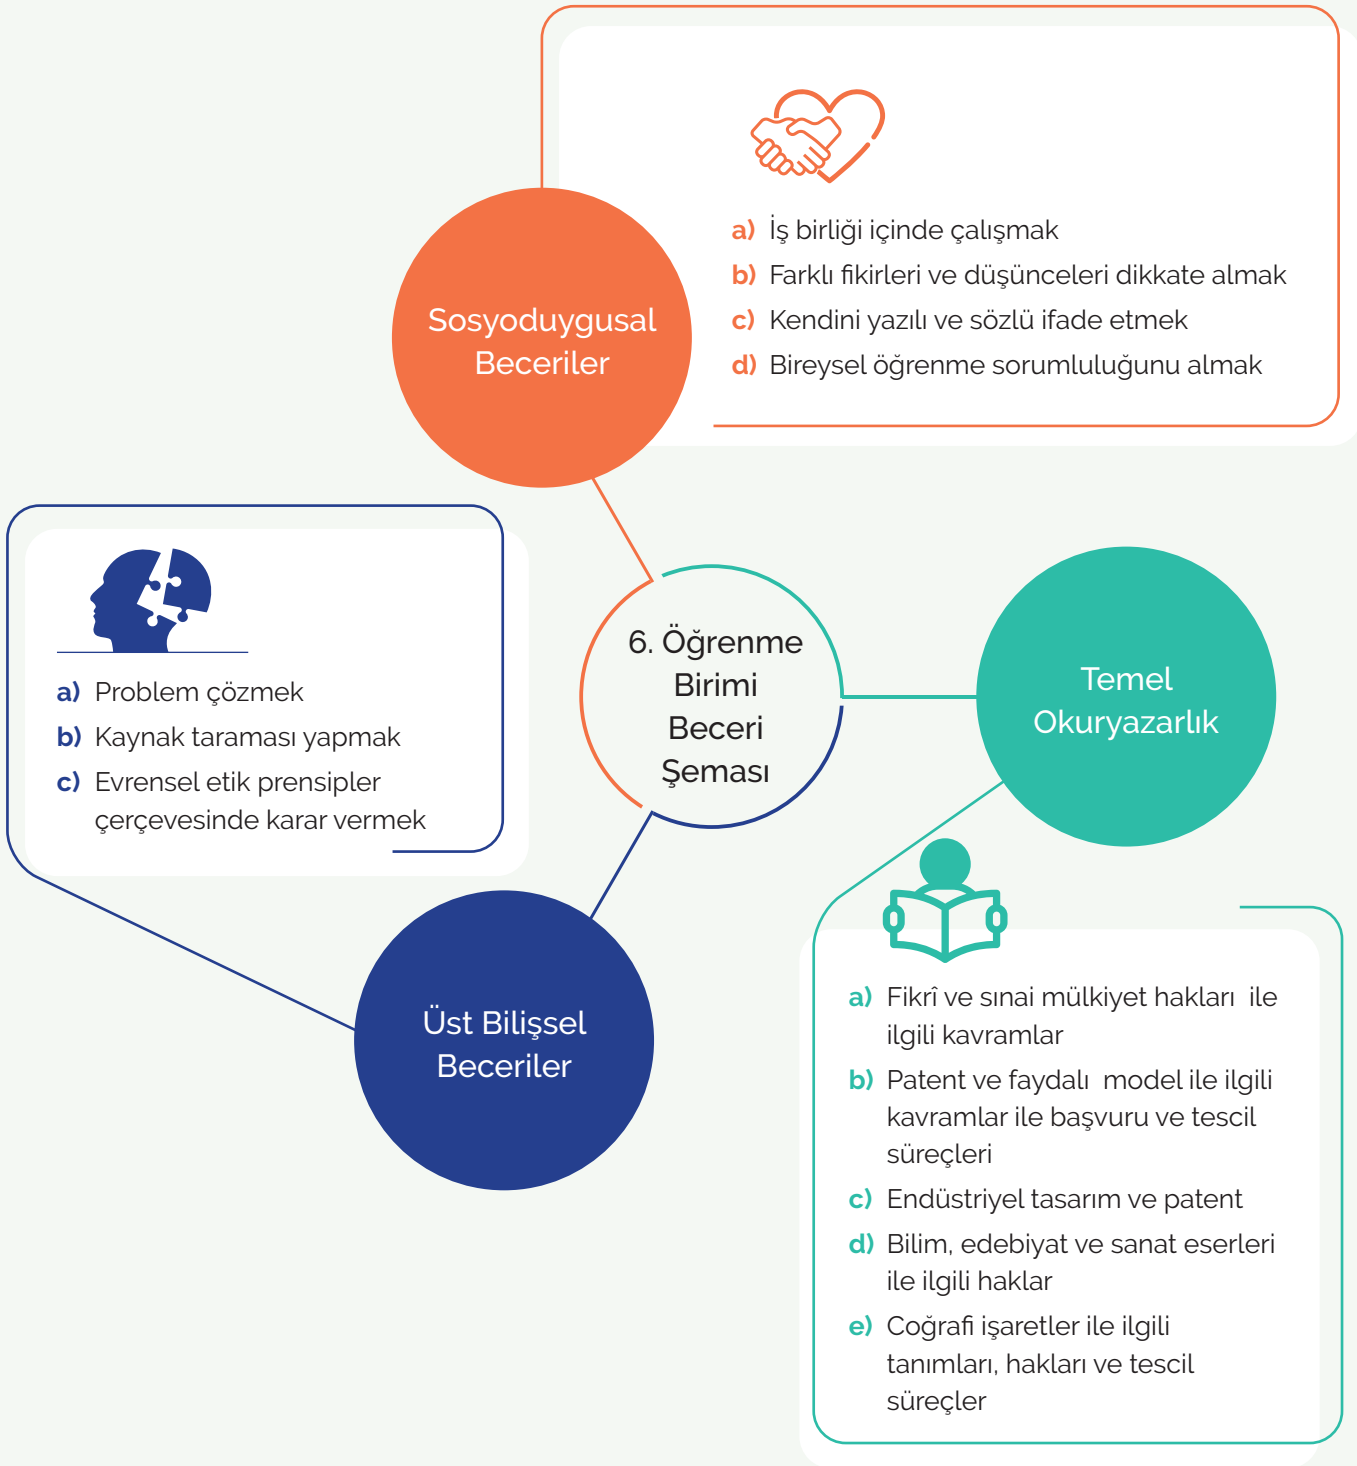 a) İş birliği içinde çalışmak
b) Farklı fikirleri ve düşünceleri dikkate almak
c) Kendini yazılı ve sözlü ifade etmek
d) Bireysel öğrenme sorumluluğunu almak
Sosyoduygusal
Beceriler
a) Problem çözmek
b) Kaynak taraması yapmak
c) Evrensel etik prensipler
çerçevesinde karar vermek
6. Öğrenme
Birimi
Beceri
Şeması
Temel
Okuryazarlık
Üst Bilişsel
Beceriler
a) Fikrî ve sınai mülkiyet hakları ile
ilgili kavramlar
b) Patent ve faydalı model ile ilgili
kavramlar ile başvuru ve tescil
süreçleri
c) Endüstriyel tasarım ve patent
d) Bilim, edebiyat ve sanat eserleri
ile ilgili haklar
e) Coğrafi işaretler ile ilgili
tanımları, hakları ve tescil
süreçler